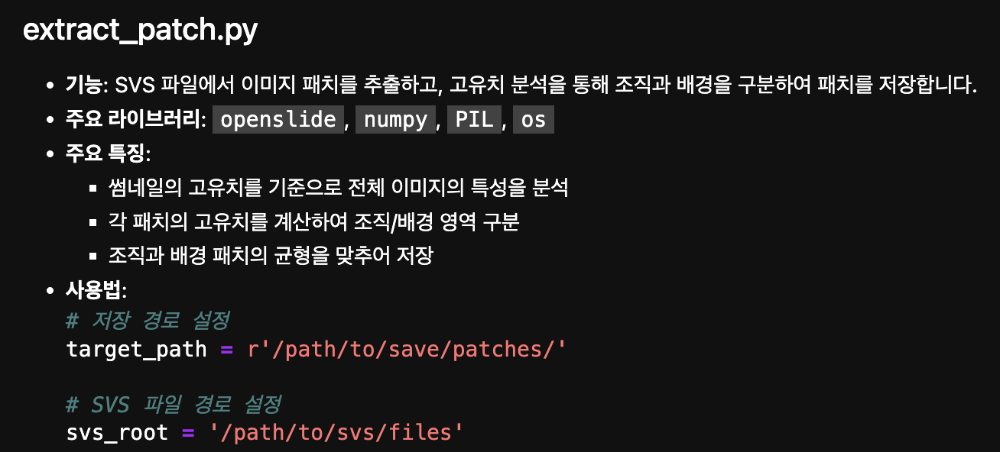 extract_patch.py
• 기능: SVS 파일에서 이미지 패치를 추출하고, 고유치 분석을 통해 조직과 배경을 구분하여 패치를 저장합니다.
• 주요 라이브러리: openslide, numpy, PIL, os
• 주요 특징:
▪ 썸네일의 고유치를 기준으로 전체 이미지의 특성을 분석
▪ 각 패치의 고유치를 계산하여 조직/배경 영역 구분
▪ 조직과 배경 패치의 균형을 맞추어 저장
• 사용법:
# 저장 경로 설정
target_path = r'/path/to/save/patches/'
# SVS 파일 경로 설정
svs_root = '/path/to/svs/files'